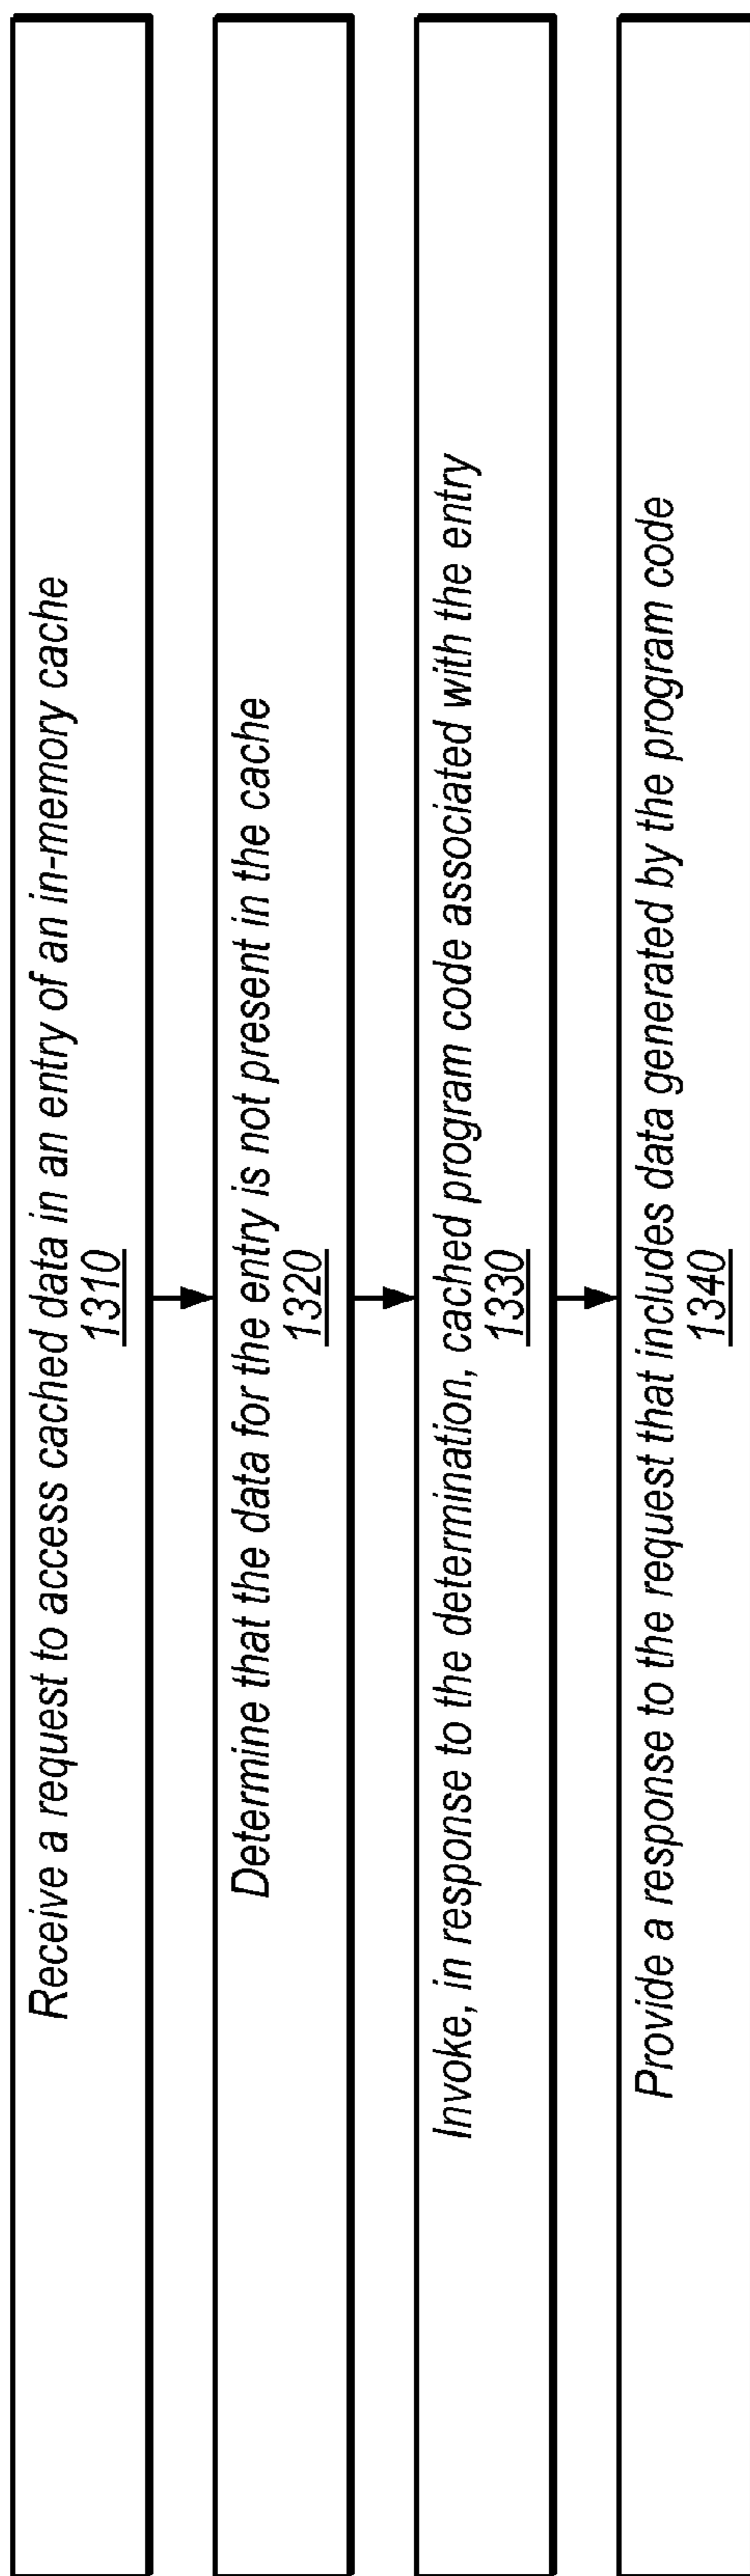 Receive a request to access cached data in an entry of an in-memory cache
1310
Determine that the data for the entry is not present in the cache
1320
Invoke, in response to the determination, cached program code associated with the entry
1330
Provide a response to the request that includes data generated by the program code
1340